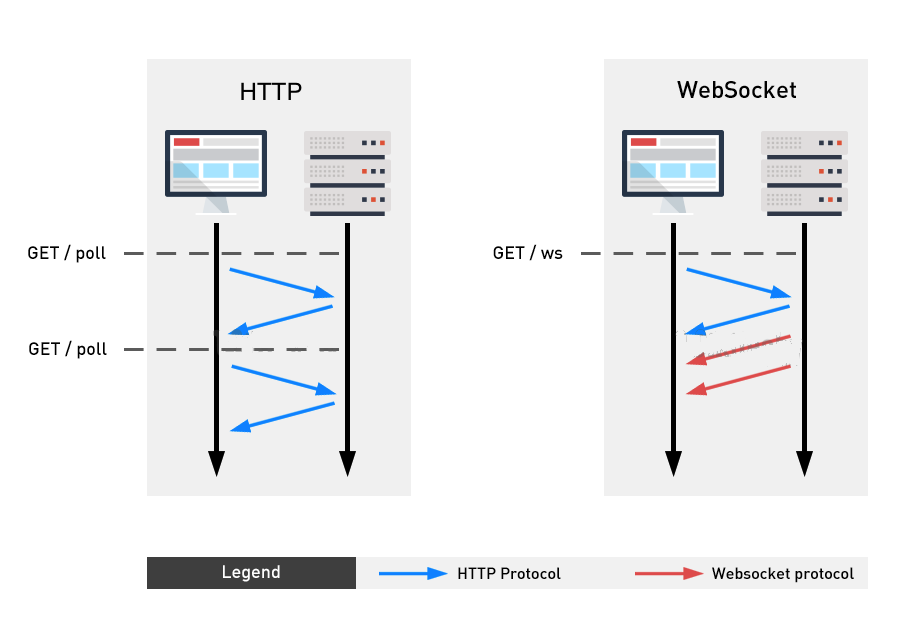 HTTP
WebSocket
GET / poll
GET / ws
GET / poll
Legend
HTTP Protocol
Websocket protocol